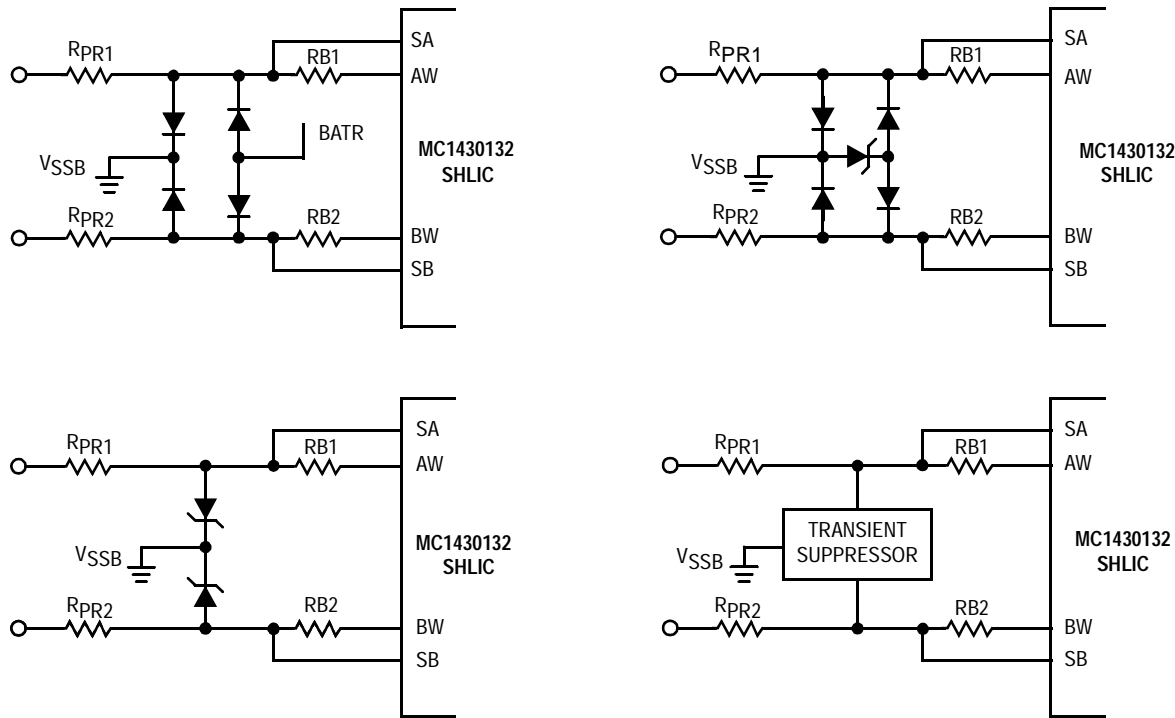 SA
RPR1
RB1
AW
BATR
MC1430132
SHLIC
VSSB
RPR2
RB2
BW
SB
SA
RPR1
RB1
AW
MC1430132
SHLIC
VSSB
RPR2
RB2
BW
SB
SA
RPR1
RB1
AW
MC1430132
SHLIC
VSSB
RPR2
RB2
BW
SB
SA
RPR1
RB1
AW
TRANSIENT
SUPPRESSOR
MC1430132
SHLIC
VSSB
RPR2
RB2
BW
SB